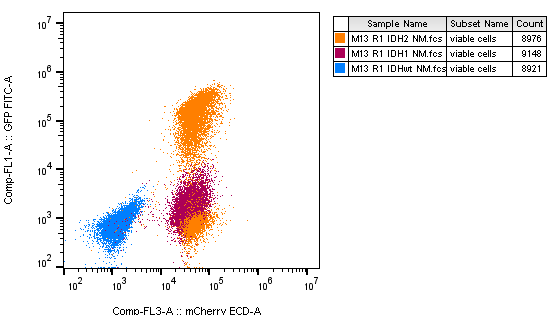 10^7
10^6
10^5
10^4
10^3
10^2
Comp-FL1-A :: GFP FITC-A
10^2 10^3 10^4 10^5 10^6 10^7
Comp-FL3-A :: mCherry ECD-A
Sample Name Subset Name Count
M13 R1 IDH2 NM.fcs viable cells 8976
M13 R1 IDH1 NM.fcs viable cells 9148
M13 R1 IDHwt NM.fcs viable cells 8921